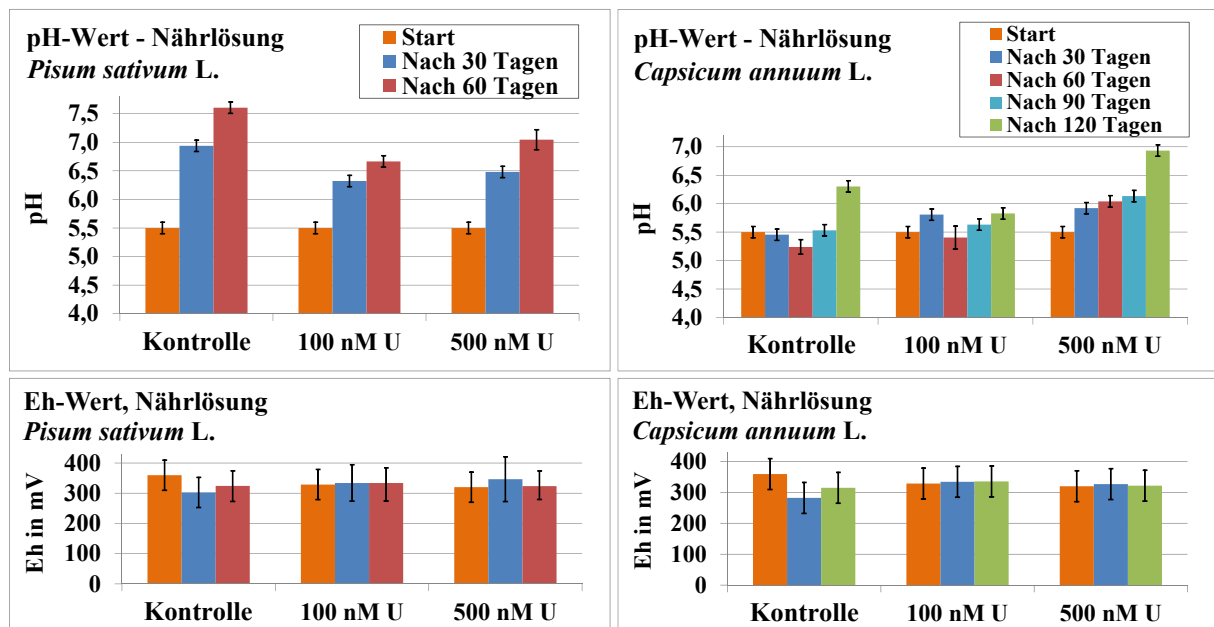 pH-Wert - Nährlösung
Pisum sativum L.
Start
Nach 30 Tagen
Nach 60 Tagen
pH
7,5
7,0
6,5
6,0
5,5
5,0
4,5
4,0
Kontrolle 100 nM U 500 nM U
pH-Wert - Nährlösung
Capsicum annuum L.
Start
Nach 30 Tagen
Nach 60 Tagen
Nach 90 Tagen
Nach 120 Tagen
pH
7,0
6,5
6,0
5,5
5,0
4,5
4,0
Kontrolle 100 nM U 500 nM U
Eh-Wert, Nährlösung
Pisum sativum L.
Eh in mV
400
300
200
100
0
Kontrolle 100 nM U 500 nM U
Eh-Wert, Nährlösung
Capsicum annuum L.
Eh in mV
400
300
200
100
0
Kontrolle 100 nM U 500 nM U